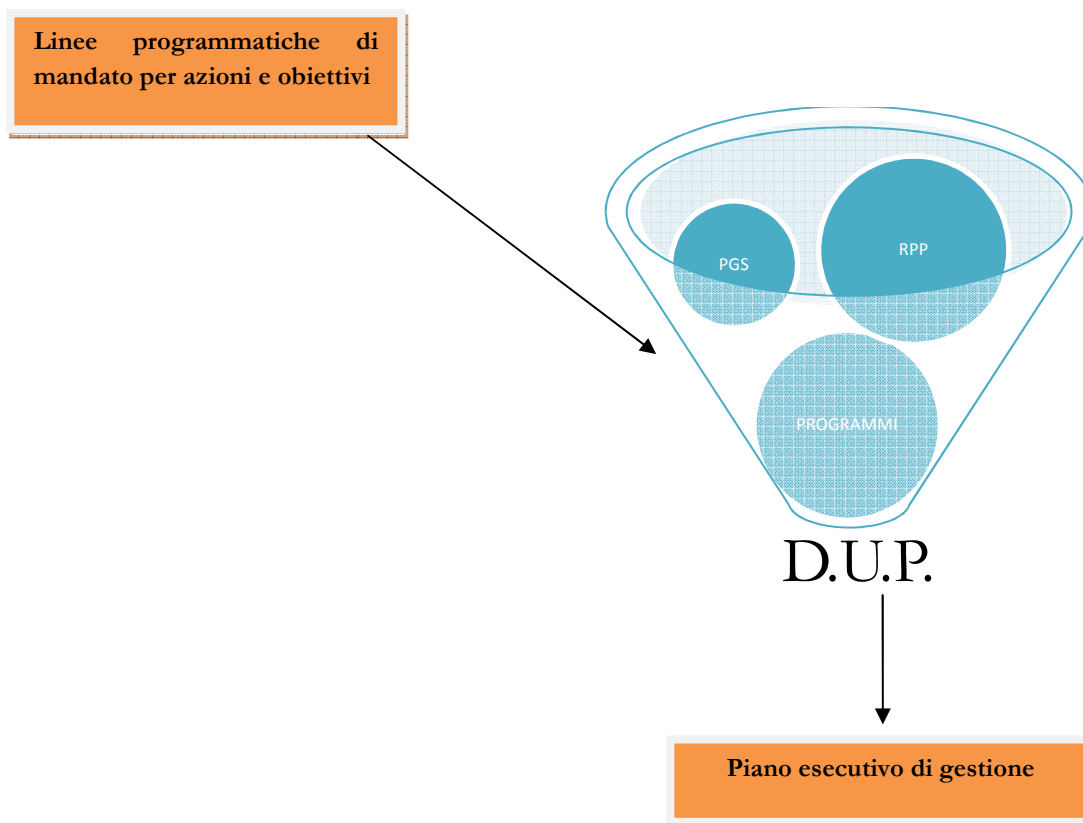 Linee programmatiche di
mandato per azioni e obiettivi
PGS
RPP
PROGRAMMI
D.U.P.
Piano esecutivo di gestione